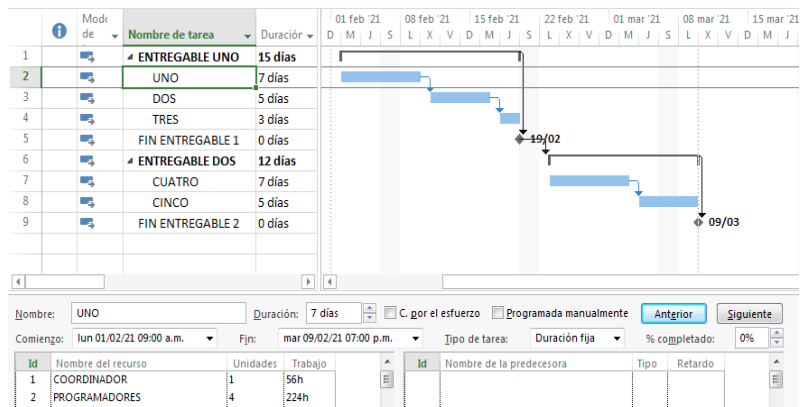 Mode de
Nombre de tarea
Duración
01 feb '21 08 feb '21 15 feb '21 22 feb '21 01 mar '21 08 mar '21 15 mar '21
D M J S L X V D M J S L X V D M J S L X V D M J
1 ENTREGABLE UNO 15 días
2 UNO 7 días
3 DOS 5 días
4 TRES 3 días
5 FIN ENTREGABLE 1 0 días 19/02
6 ENTREGABLE DOS 12 días
7 CUATRO 7 días
8 CINCO 5 días
9 FIN ENTREGABLE 2 0 días 09/03
Nombre: UNO Duración: 7 días C. por el esfuerzo Programada manualmente Anterior Siguiente
Comienzo: lun 01/02/21 09:00 a.m. Fin: mar 09/02/21 07:00 p.m. Tipo de tarea: Duración fija % completado: 0%
Id Nombre del recurso Unidades Trabajo Id Nombre de la predecesora Tipo Retardo
1 COORDINADOR 1 56h
2 PROGRAMADORES 4 224h